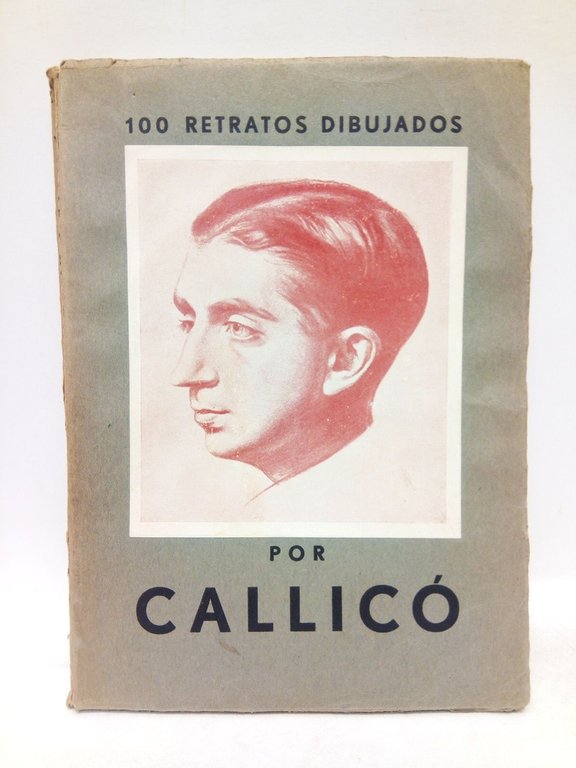 100 RETRATOS DIBUJADOS
POR
CALLICÓ